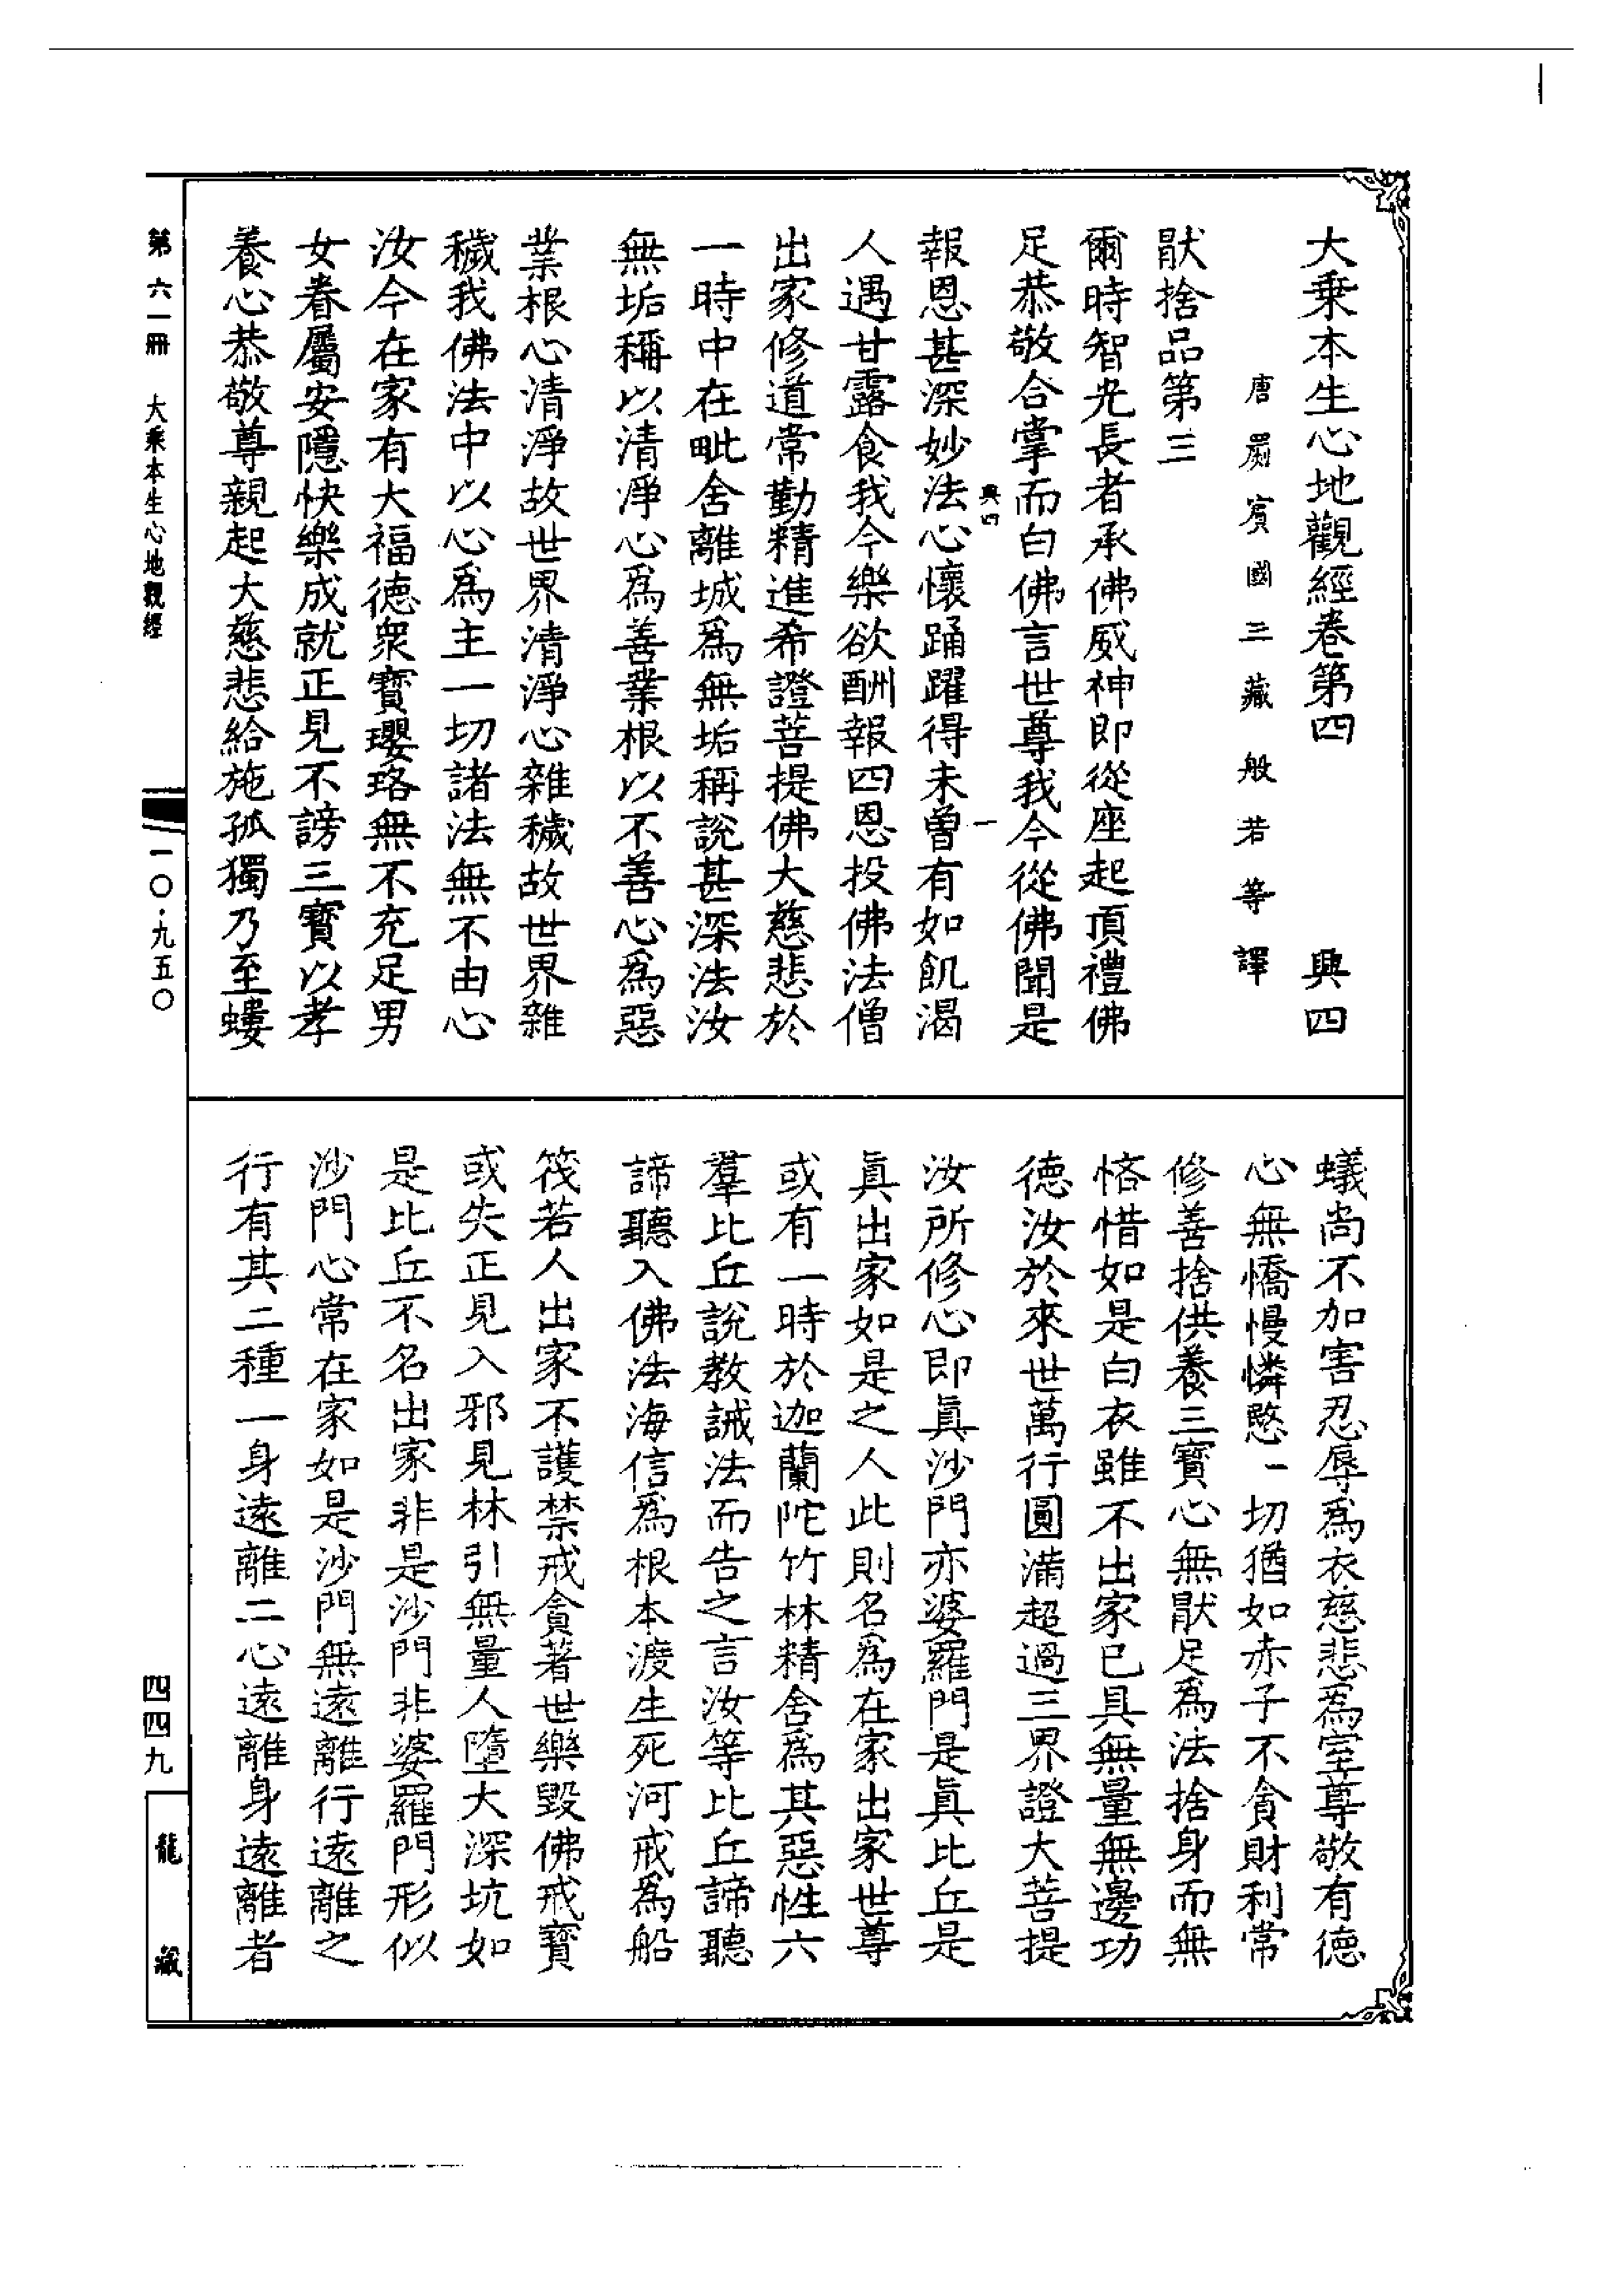 大乗本生心地觀經卷第四　興四
唐罽賓國三藏般若等譯
猒捨品第三
爾時智光長者承佛威神即從座起頂禮佛
足恭敬合掌而白佛言世尊我今從佛聞是
興四　一
報恩甚深妙法心懷踊躍得未曾有如飢渴
人遇甘露食我今樂欲酬報四恩投佛法僧
出家修道常勤精進希證菩提佛大慈悲於
一時中在毗舍離城為無垢稱說甚深法汝
無垢稱以清淨心為善業根以不善心為惡
業根心清淨故世界清淨心雜穢故世界雜
穢我佛法中以心為主一切諸法無不由心
汝今在家有大福德衆寶瓔珞無不充足男
女眷屬安隱快樂成就正見不謗三寶以孝
養心恭敬尊親起大慈悲給施孤獨乃至螻
蟻尚不加害忍辱為衣慈悲為室尊敬有德
心無憍慢憐愍一切猶如赤子不貪財利常
修善捨供養三寶心無猒足為法捨身而無
悋惜如是白衣雖不出家已具無量無邊功
德汝於來世萬行圓滿超過三界證大菩提
汝所修心即眞沙門亦婆羅門是眞比丘是
眞出家如是之人此則名為在家出家世尊
或有一時於迦蘭陀竹林精舍為其惡性六
羣比丘說教誡法而告之言汝等比丘諦聽
諦聽入佛法海信為根本渡生死河戒為船
筏若人出家不護禁戒貪著世樂毀佛戒寶
或失正見入邪見林引無量人墮大深坑如
是比丘不名出家非是沙門非婆羅門形似
沙門心常在家如是沙門無遠離行遠離之
行有其二種一身遠離二心遠離身遠離者
第六一冊　大乘本生心地觀經　一〇·九五〇　四四九　龍藏